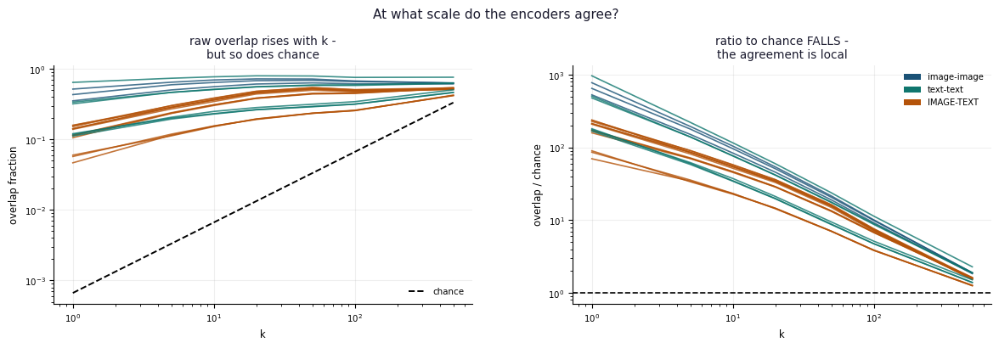 At what scale do the encoders agree?
raw overlap rises with k -
but so does chance
overlap fraction
10⁰
10⁻¹
10⁻²
10⁻³
10⁰
10¹
10²
k
chance
ratio to chance FALLS -
the agreement is local
overlap / chance
10³
10²
10¹
10⁰
10⁰
10¹
10²
k
image-image
text-text
IMAGE-TEXT